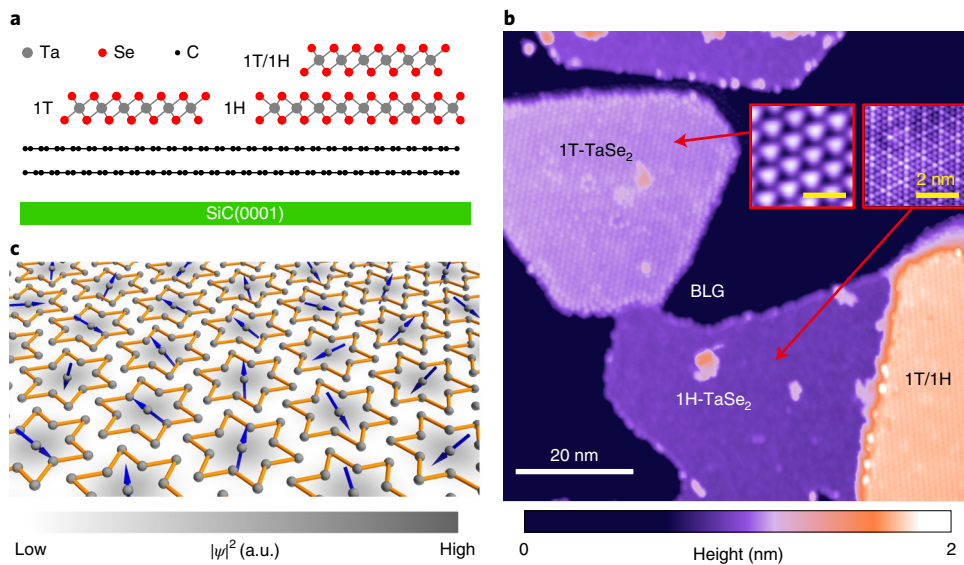 a
Ta
Se
C
1T/1H
1T
1H
SiC(0001)
b
1T-TaSe₂
2 nm
BLG
1H-TaSe₂
1T/1H
20 nm
0
2
Height (nm)
c
Low
|ψ|² (a.u.)
High